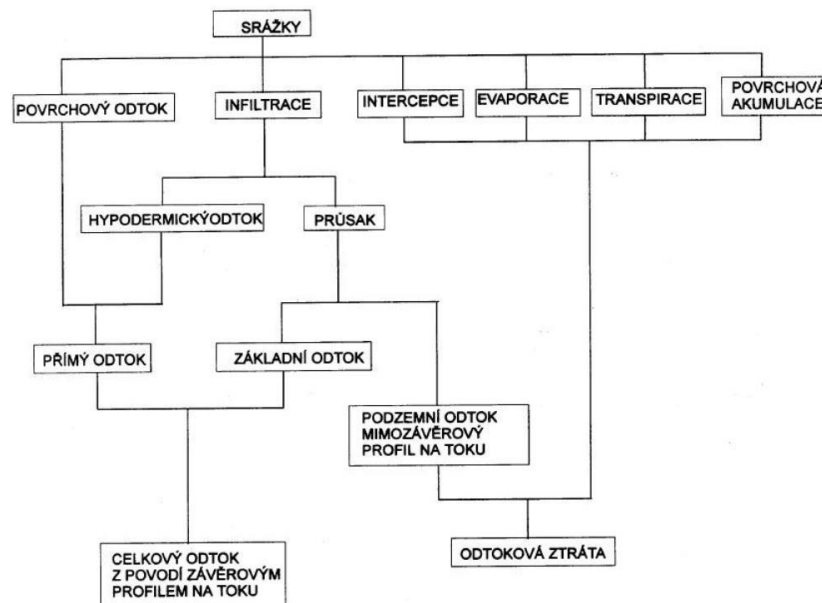 SRÁŽKY
POVRCHOVÝ ODTOK
INFILTRACE
INTERCEPCE
EVAPORACE
TRANSPIRACE
POVRCHOVÁ
AKUMULACE
HYPODERMICKÝODTOK
PRŮSAK
PŘÍMÝ ODTOK
ZÁKLADNÍ ODTOK
PODZEMNÍ ODTOK
MIMOZÁVĚROVÝ
PROFIL NA TOKU
CELKOVÝ ODTOK
Z POVODÍ ZÁVĚROVÝM
PROFILEM NA TOKU
ODTOKOVÁ ZTRÁTA